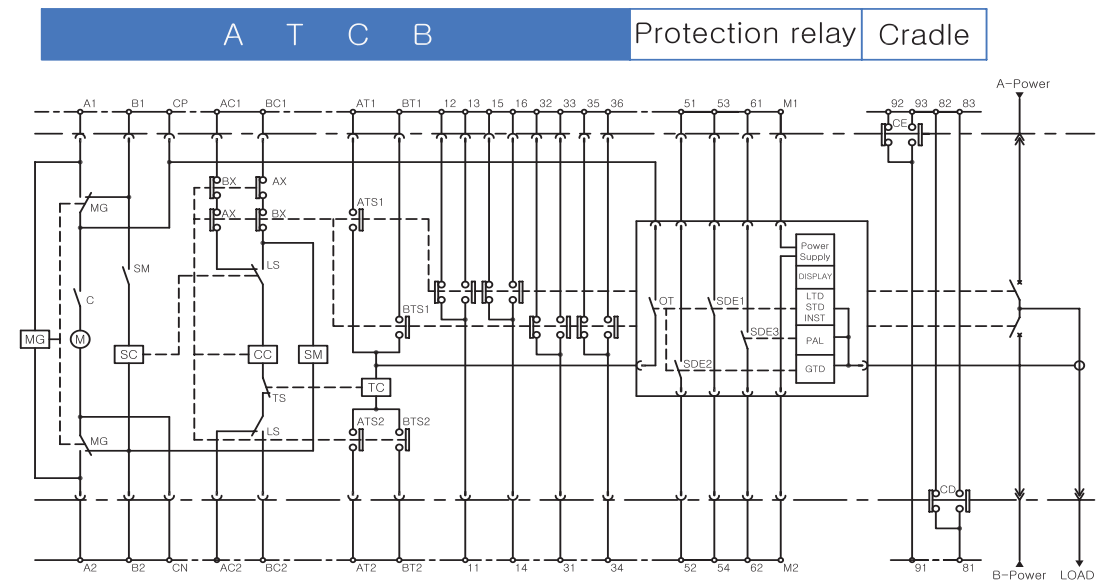 A T C B Protection relay Cradle
A-Power
A1 B1 CP AC1 BC1 AT1 BT1 12 13 15 16 32 33 35 36 51 53 61 M1 92 93 82 83
CE
BX AX
ATS1
MG
AX BX
Power
Supply
SM LS
DISPLAY
C
OT SDE1 LTD
STD
INST
BTS1
SDE3
MG M SC CC SM PAL
SDE2 GTD
TC
TS
ATS2 BTS2
MG LS
CD
A2 B2 CN AC2 BC2 AT2 BT2 11 14 31 34 52 54 62 M2 91 81
B-Power LOAD